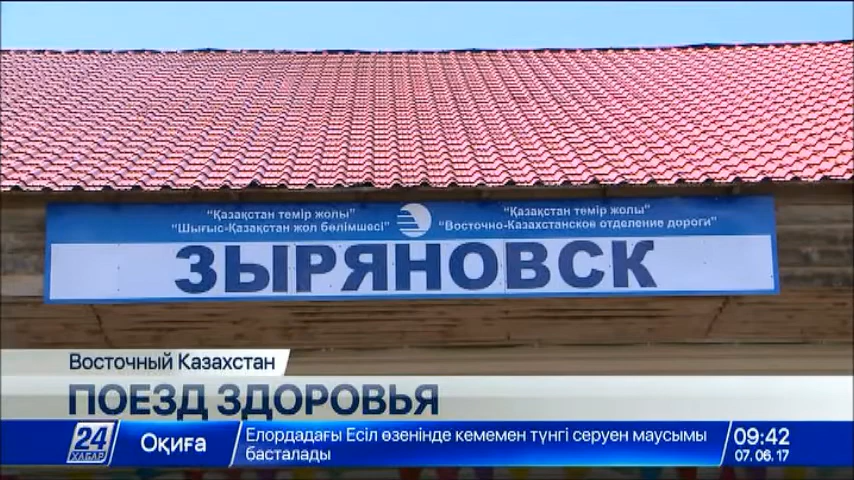 "Қазақстан темір жолы"
"Шығыс-Қазақстан жол бөлімшесі"
"Қазақстан темір жолы"
"Восточно-Казахстанское отделение дороги"
ЗЫРЯНОВСК
Восточный Казахстан
ПОЕЗД ЗДОРОВЬЯ
24
ХАБАР
Оқиға
Елордадағы Есіл өзенінде кемемен түнгі серуен маусымы
басталады
09:42
07.06.17